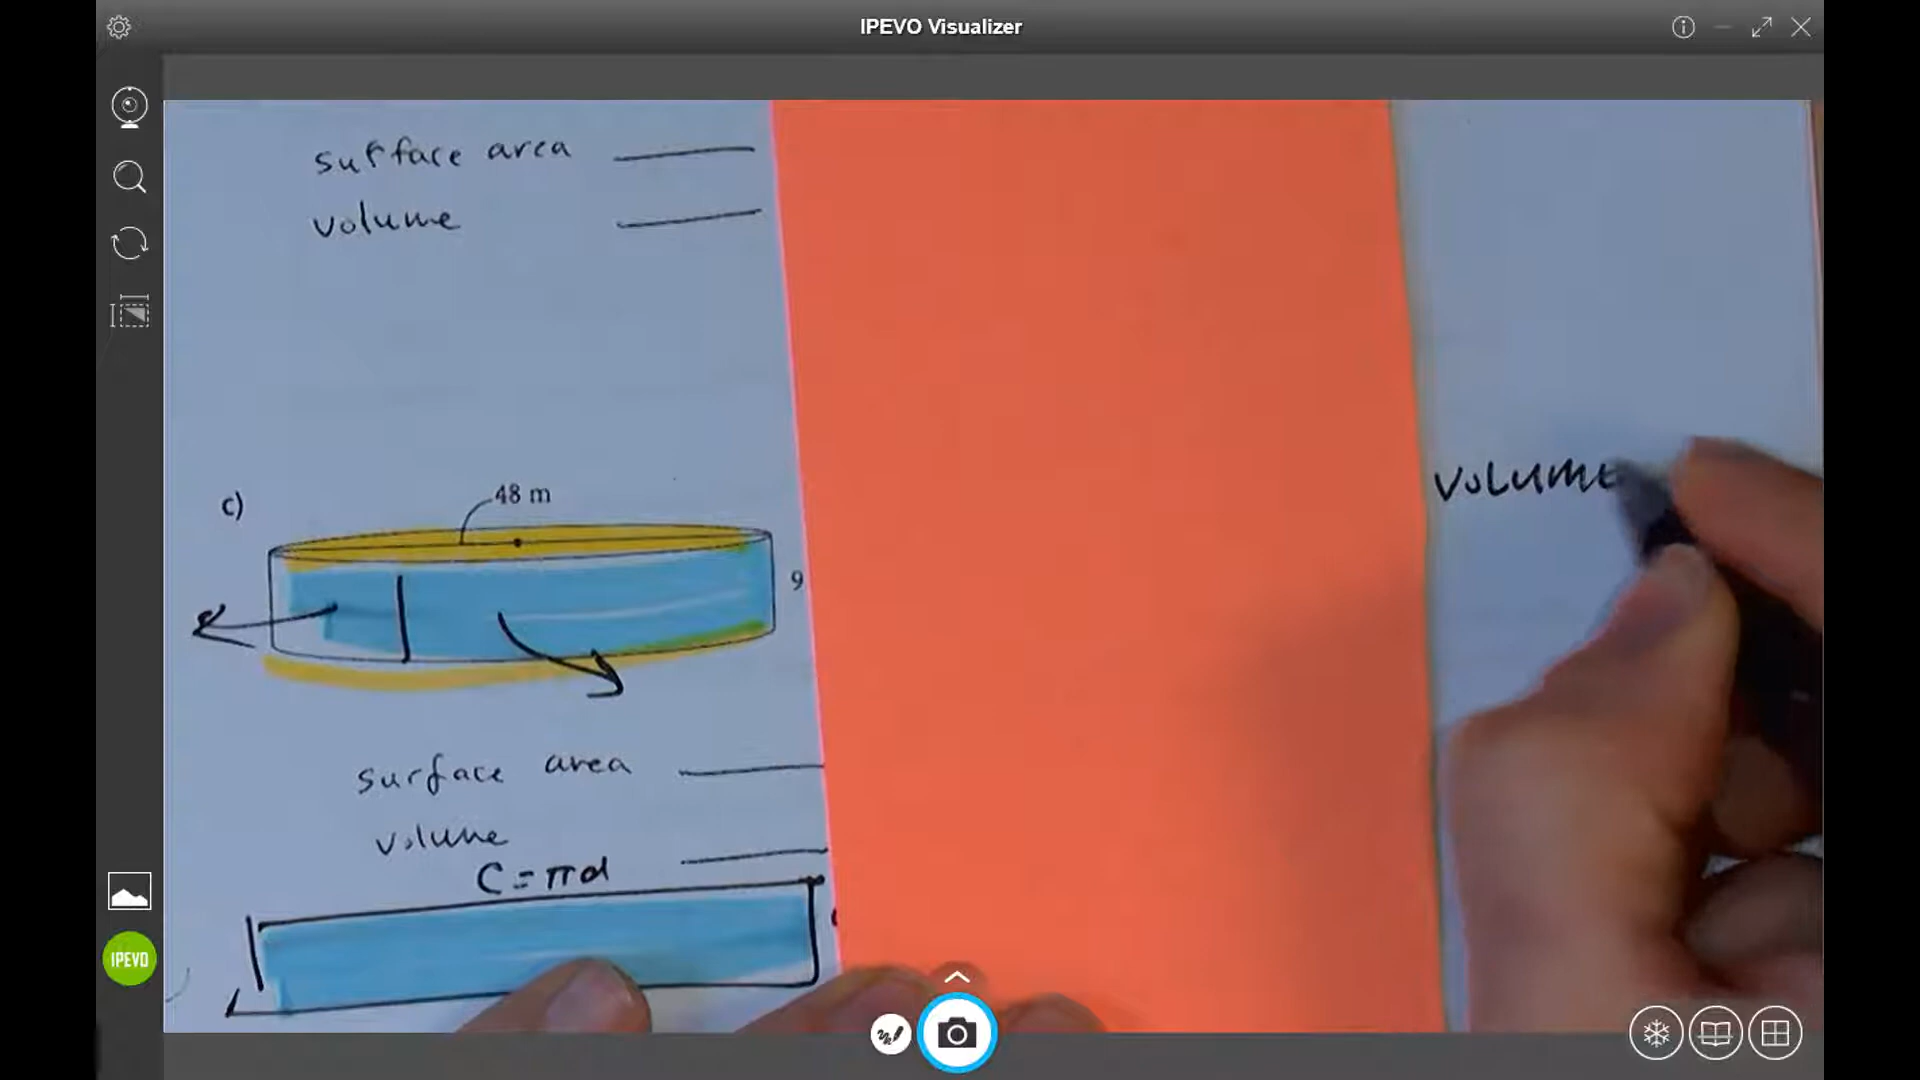 IPEVO Visualizer
surface area
volume
c)
48 m
9
surface area
volume
C = πd
volume
IPEVO